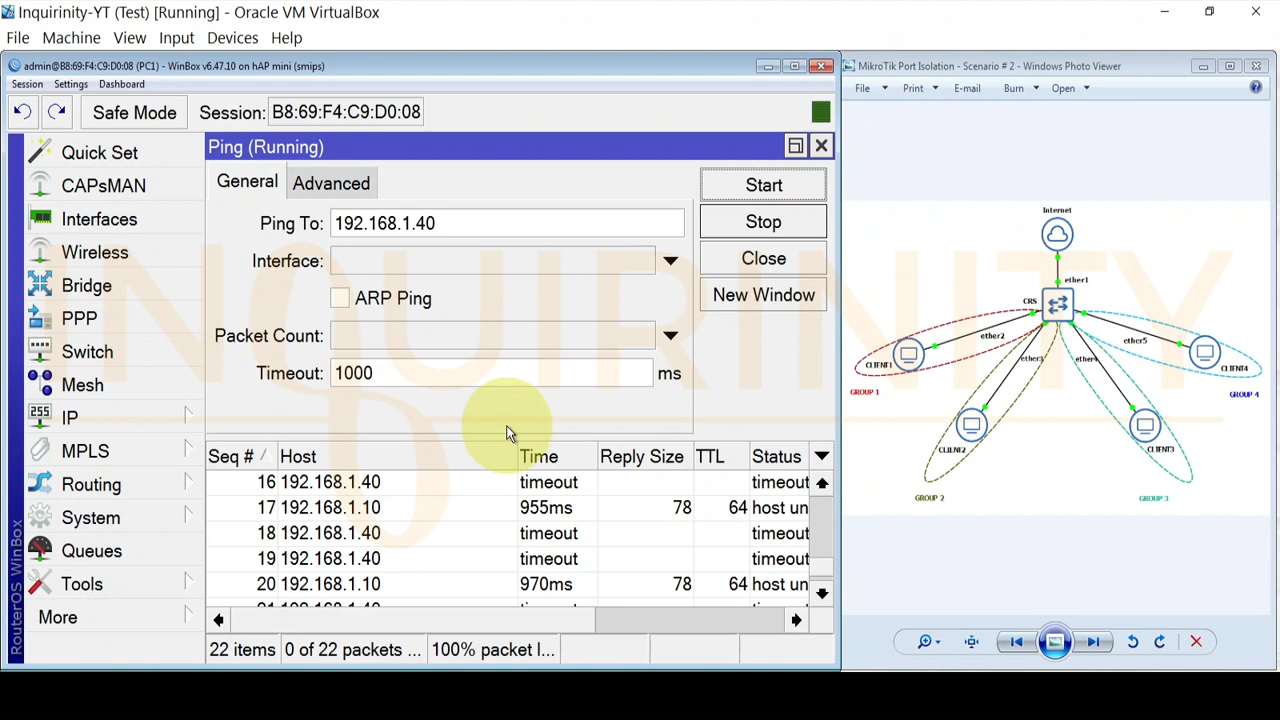 Inquirinity-YT (Test) [Running] - Oracle VM VirtualBox
File Machine View Input Devices Help
admin@B8:69:F4:C9:D0:08 (PC1) - WinBox v6.47.10 on hAP mini (smips)
Session Settings Dashboard
Safe Mode Session: B8:69:F4:C9:D0:08
Quick Set
CAPsMAN
Interfaces
Wireless
Bridge
PPP
Switch
Mesh
255 IP
MPLS
Routing
System
Queues
Tools
More
RouterOS WinBox
Ping (Running)
General Advanced
Ping To: 192.168.1.40
Interface:
ARP Ping
Packet Count:
Timeout: 1000 ms
Start
Stop
Close
New Window
Seq # Host Time Reply Size TTL Status
16 192.168.1.40 timeout timeout
17 192.168.1.10 955ms 78 64 host un
18 192.168.1.40 timeout timeout
19 192.168.1.40 timeout timeout
20 192.168.1.10 970ms 78 64 host un
22 items 0 of 22 packets ... 100% packet l...
MikroTik Port Isolation - Scenario # 2 - Windows Photo Viewer
File Print E-mail Burn Open
Internet
ether1
CRS
ether2
ether3
ether4
ether5
CLIENT1
CLIENT2
CLIENT3
CLIENT4
GROUP 1
GROUP 2
GROUP 3
GROUP 4
INQUIRINITY